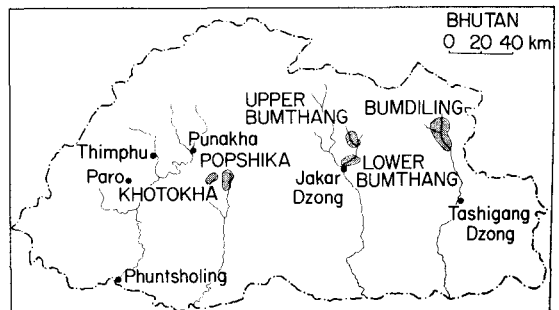 BHUTAN
0 20 40 km
UPPER
BUMTHANG
BUMDILING
Punakha
Thimphu
POPSHIKA
LOWER
BUMTHANG
Paro
KHOTOKHA
Jakar
Dzong
Tashigang
Dzong
Phuntsholing